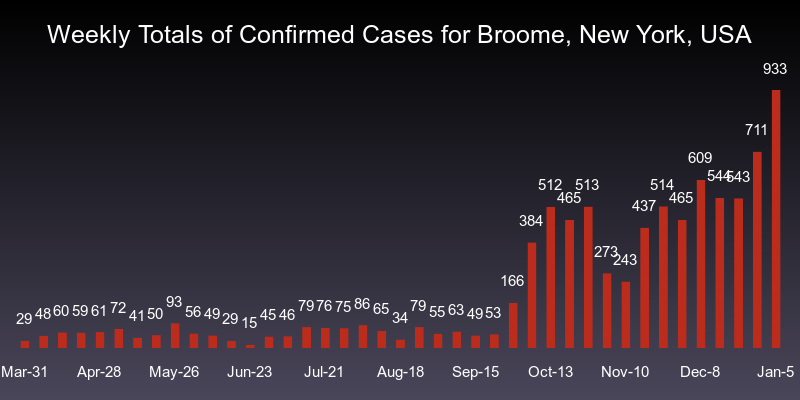 Weekly Totals of Confirmed Cases for Broome, New York, USA
29 48 60 59 61 72 41 50 93 56 49 29 15 45 46 79 76 75 86 65 34 79 55 63 49 53 166 384 512 465 513 273 243 437 514 465 609 544 543 711 933
Mar-31 Apr-28 May-26 Jun-23 Jul-21 Aug-18 Sep-15 Oct-13 Nov-10 Dec-8 Jan-5